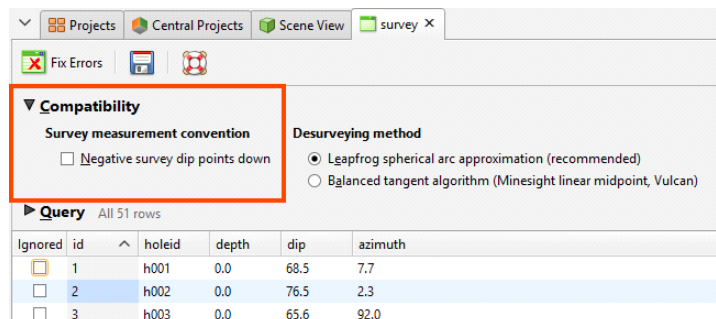 Projects Central Projects Scene View survey
Fix Errors
Compatibility
Survey measurement convention Desurveying method
Negative survey dip points down Leapfrog spherical arc approximation (recommended)
Balanced tangent algorithm (Minesight linear midpoint, Vulcan)
Query All 51 rows
Ignored id holeid depth dip azimuth
1 h001 0.0 68.5 7.7
2 h002 0.0 76.5 2.3
3 h003 0.0 65.6 92.0